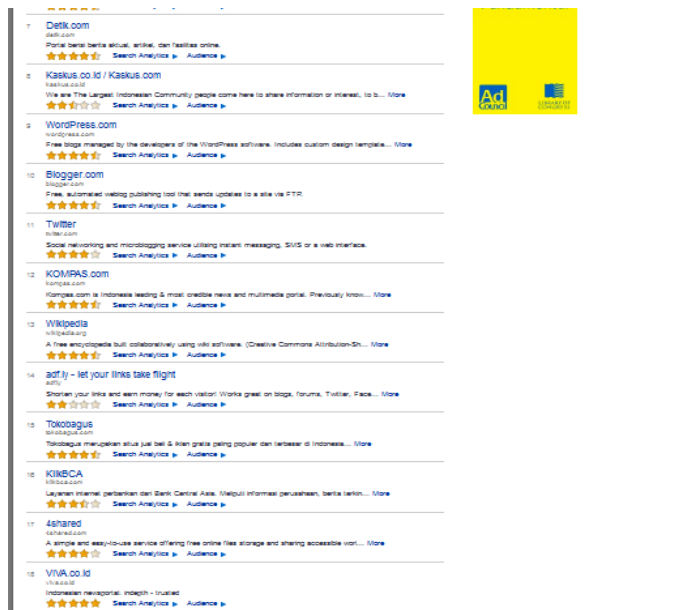 7 Detik.com
detik.com
Portal berisi berita aktual, artikel, dan fasilitas online.
Search Analytics Audience
8 Kaskus.co.id / Kaskus.com
kaskus.co.id
We are The Largest Indonesian Community people come here to share information or interest, to b... More
Search Analytics Audience
9 WordPress.com
wordpress.com
Free blogs managed by the developers of the WordPress software. Includes custom design template... More
Search Analytics Audience
10 Blogger.com
blogger.com
Free, automated weblog publishing tool that sends updates to a site via FTP.
Search Analytics Audience
11 Twitter
twitter.com
Social networking and microblogging service utilising instant messaging, SMS or a web interface.
Search Analytics Audience
12 KOMPAS.com
kompas.com
Kompas.com is Indonesia leading & most credible news and multimedia portal. Previously know... More
Search Analytics Audience
13 Wikipedia
wikipedia.org
A free encyclopedia built collaboratively using wiki software. (Creative Commons Attribution-Sh... More
Search Analytics Audience
14 adf.ly - let your links take flight
adf.ly
Shorten your links and earn money for each visitor! Works great on blogs, forums, Twitter, Face... More
Search Analytics Audience
15 Tokobagus
tokobagus.com
Tokobagus merupakan situs jual beli & iklan gratis paling populer dan terbesar di Indonesia... More
Search Analytics Audience
16 KlikBCA
klikbca.com
Layanan internet perbankan dari Bank Central Asia. Meliputi informasi perusahaan, berita terkin... More
Search Analytics Audience
17 4shared
4shared.com
A simple and easy-to-use service offering free online files storage and sharing accessible worl... More
Search Analytics Audience
18 VIVA.co.id
viva.co.id
Indonesian newsportal: indepth - trusted
Search Analytics Audience
Ad
Council
LIBRARY OF
CONGRESS